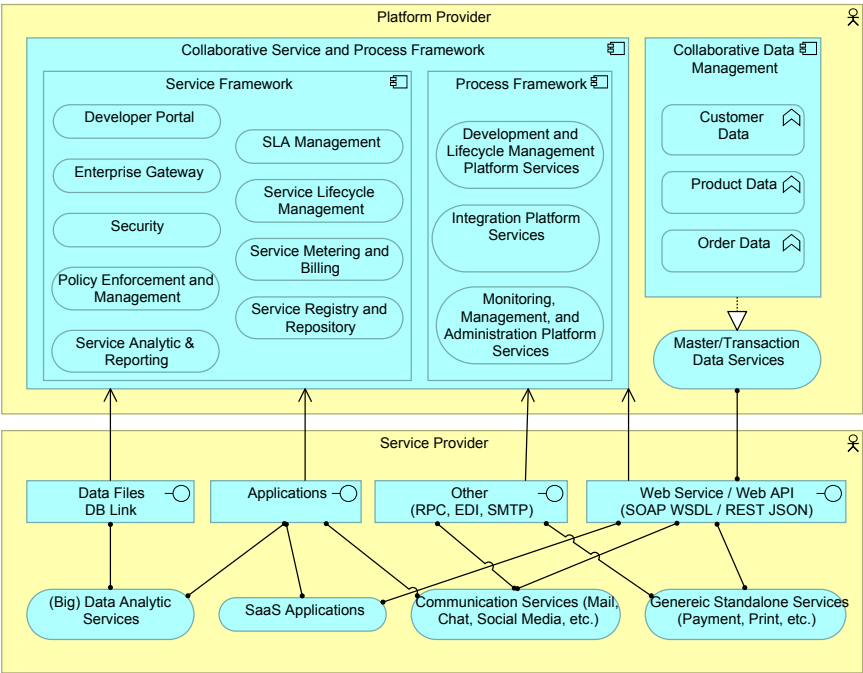 Platform Provider
Collaborative Service and Process Framework
Service Framework
Developer Portal
Enterprise Gateway
Security
Policy Enforcement and
Management
Service Analytic &
Reporting
SLA Management
Service Lifecycle
Management
Service Metering and
Billing
Service Registry and
Repository
Process Framework
Development and
Lifecycle Management
Platform Services
Integration Platform
Services
Monitoring,
Management, and
Administration Platform
Services
Collaborative Data
Management
Customer
Data
Product Data
Order Data
Master/Transaction
Data Services
Service Provider
Data Files
DB Link
Applications
Other
(RPC, EDI, SMTP)
Web Service / Web API
(SOAP WSDL / REST JSON)
(Big) Data Analytic
Services
SaaS Applications
Communication Services (Mail,
Chat, Social Media, etc.)
Genereic Standalone Services
(Payment, Print, etc.)